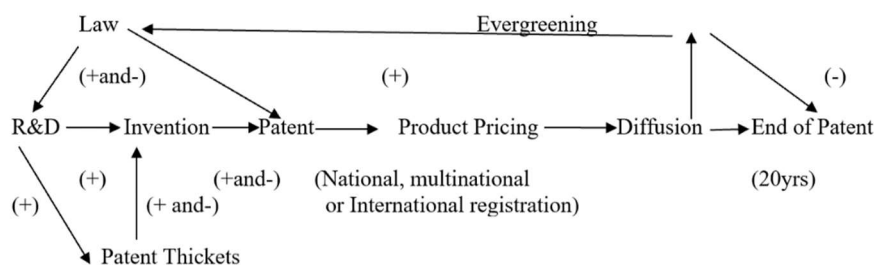 Law Evergreening
(+and-) (+) (-)
R&D Invention Patent Product Pricing Diffusion End of Patent
(+) (+and-) (National, multinational (20yrs)
(+) (+ and-) or International registration)
Patent Thickets